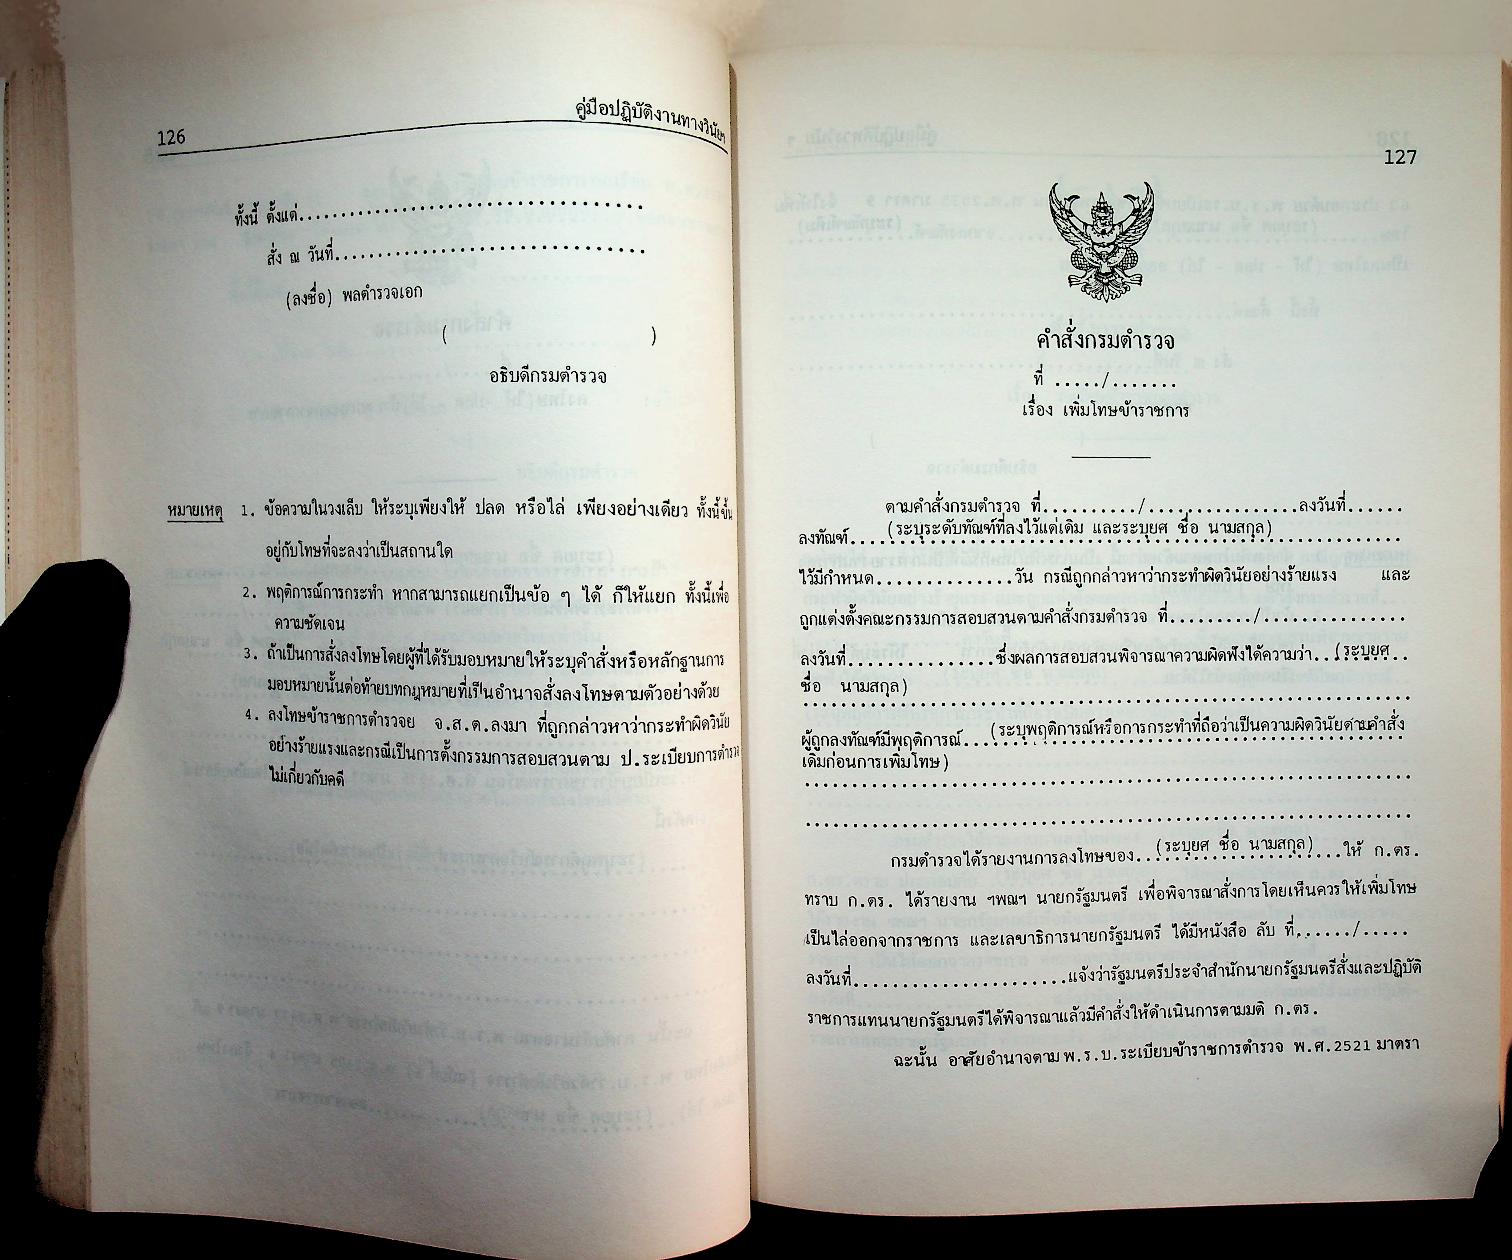 126
คู่มือปฏิบัติงานทางวินัยฯ
ทั้งนี้ ตั้งแต่.................................
สั่ง ณ วันที่..............................
(ลงชื่อ) พลตำรวจเอก
( )
อธิบดีกรมตำรวจ
หมายเหตุ 1. ข้อความในวงเล็บ ให้ระบุเพียงให้ ปลด หรือไล่ เพียงอย่างเดียว ทั้งนี้ขึ้น
อยู่กับโทษที่จะลงว่าเป็นสถานใด
2. พฤติการณ์การกระทำ หากสามารถแยกเป็นข้อ ๆ ได้ ก็ให้แยก ทั้งนี้เพื่อ
ความชัดเจน
3. ถ้าเป็นการสั่งลงโทษโดยผู้ที่ได้รับมอบหมายให้ระบุคำสั่งหรือหลักฐานการ
มอบหมายนั้นต่อท้ายบทกฎหมายที่เป็นอำนาจสั่งลงโทษตามตัวอย่างด้วย
4. ลงโทษข้าราชการตำรวจย จ.ส.ต.ลงมา ที่ถูกกล่าวหาว่ากระทำผิดวินัย
อย่างร้ายแรงและกรณีเป็นการตั้งกรรมการสอบสวนตาม ป.ระเบียบการตำรวจ
ไม่เกี่ยวกับคดี
127
คำสั่งกรมตำรวจ
ที่ ...../.......
เรื่อง เพิ่มโทษข้าราชการ
ตามคำสั่งกรมตำรวจ ที่........../...............ลงวันที่......
ลงทัณฑ์....(ระบุระดับทัณฑ์ที่ลงไว้แต่เดิม และระบุยศ ชื่อ นามสกุล)..............
ไว้มีกำหนด...............วัน กรณีถูกกล่าวหาว่ากระทำผิดวินัยอย่างร้ายแรง และ
ถูกแต่งตั้งคณะกรรมการสอบสวนตามคำสั่งกรมตำรวจ ที่........./...............
ลงวันที่...............ซึ่งผลการสอบสวนพิจารณาความผิดฟังได้ความว่า..(ระบุยศ..
ชื่อ นามสกุล)
ผู้ถูกลงทัณฑ์มีพฤติการณ์...(ระบุพฤติการณ์หรือการกระทำที่ถือว่าเป็นความผิดวินัยตามคำสั่ง
เดิมก่อนการเพิ่มโทษ)
................................................................
................................................................
กรมตำรวจได้รายงานการลงโทษของ..(ระบุยศ ชื่อ นามสกุล)...ให้ ก.ตร.
ทราบ ก.ตร. ได้รายงาน ฯพณฯ นายกรัฐมนตรี เพื่อพิจารณาสั่งการโดยเห็นควรให้เพิ่มโทษ
เป็นไล่ออกจากราชการ และเลขาธิการนายกรัฐมนตรี ได้มีหนังสือ ลับ ที่....../.....
ลงวันที่.......................แจ้งว่ารัฐมนตรีประจำสำนักนายกรัฐมนตรีสั่งและปฏิบัติ
ราชการแทนนายกรัฐมนตรีได้พิจารณาแล้วมีคำสั่งให้ดำเนินการตามมติ ก.ตร.
ฉะนั้น อาศัยอำนาจตาม พ.ร.บ.ระเบียบข้าราชการตำรวจ พ.ศ.2521 มาตรา